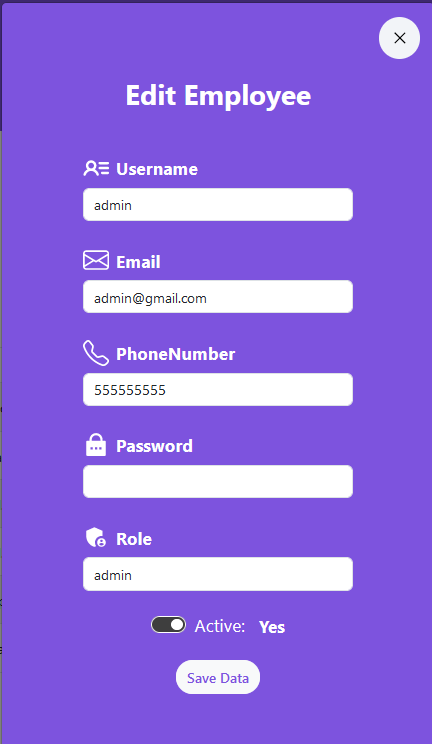 Edit Employee
Username
admin
Email
admin@gmail.com
PhoneNumber
555555555
Password
Role
admin
Active: Yes
Save Data